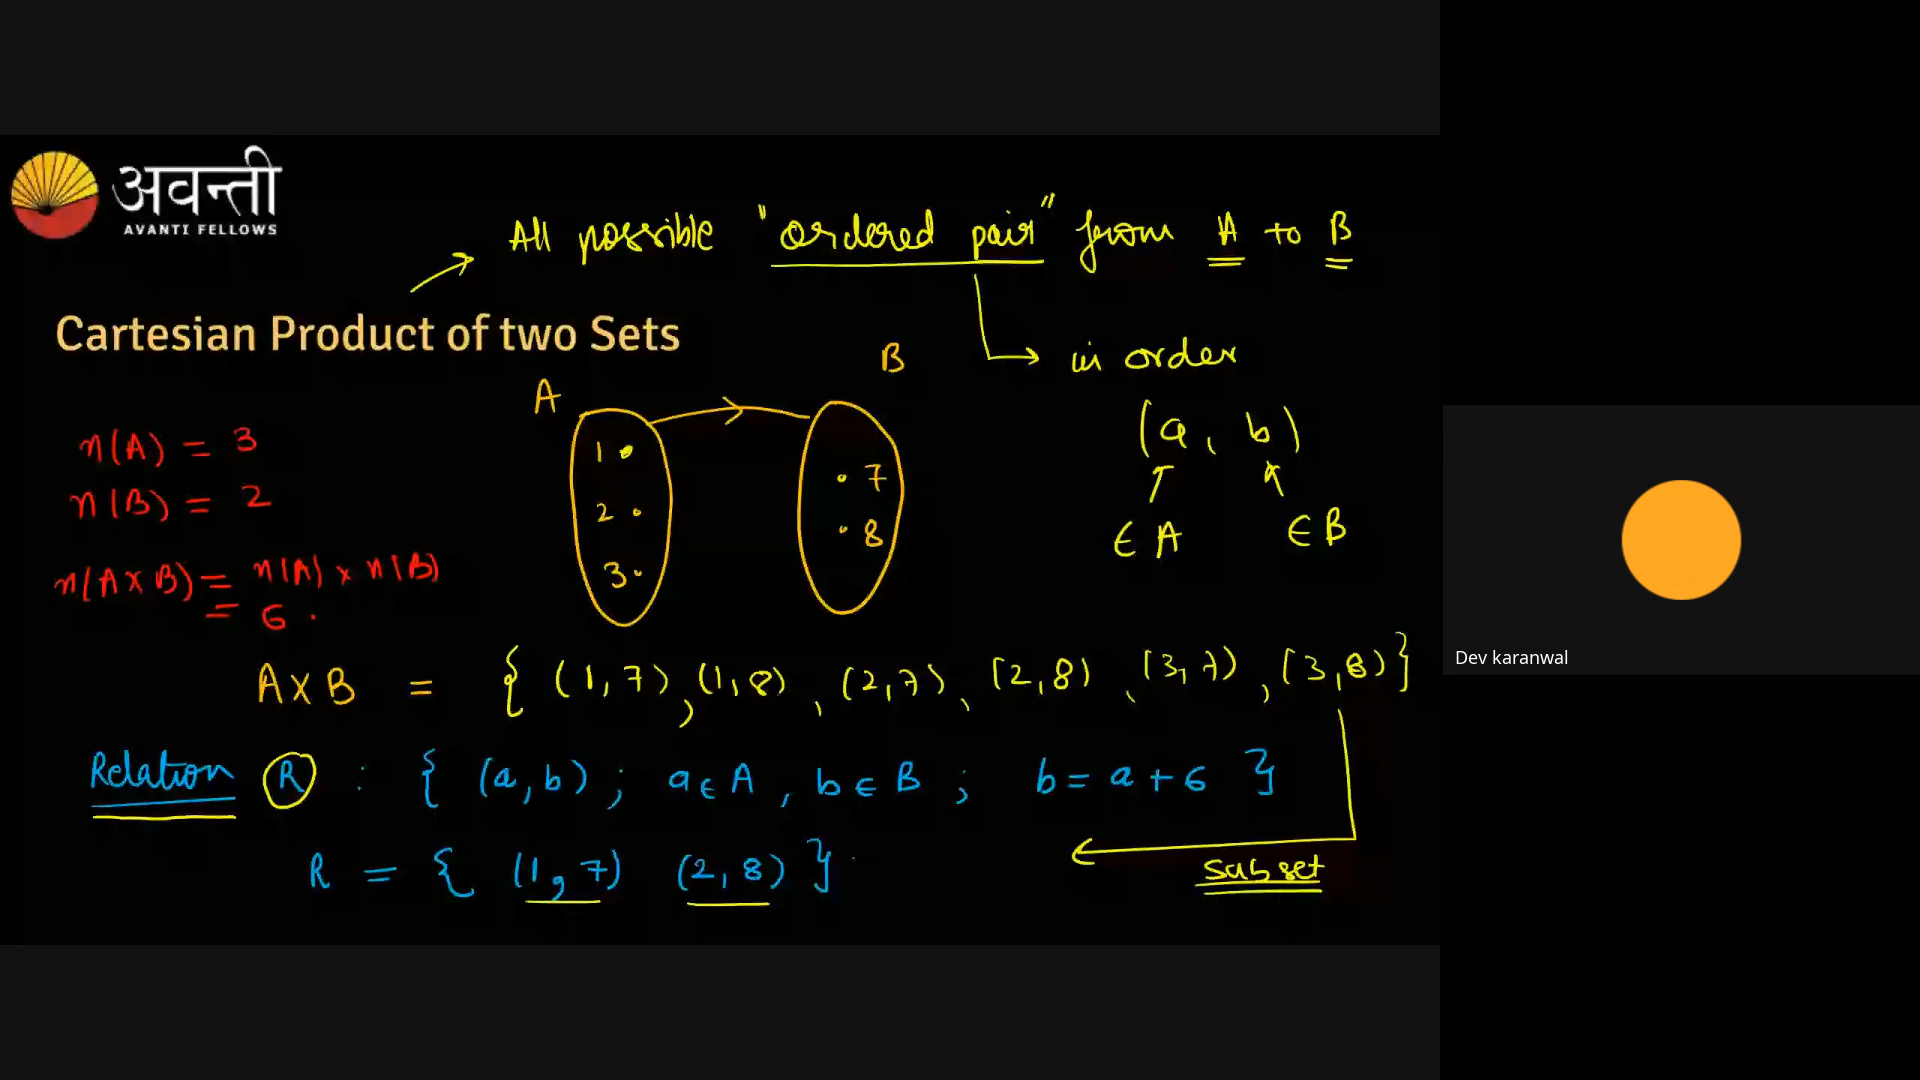 अवन्ती
AVANTI FELLOWS
All possible "ordered pair" from A to B
Cartesian Product of two Sets
in order
A
B
(a, b)
∈ A ∈ B
n(A) = 3
n(B) = 2
n(A×B) = n(A) × n(B)
= 6.
1
2
3
7
8
A×B = { (1,7), (1,8), (2,7), (2,8), (3,7), (3,8)}
Relation R : { (a,b); a∈A, b∈B; b = a + 6 }
R = { (1,7) (2,8) }
Subset
Dev karanwal